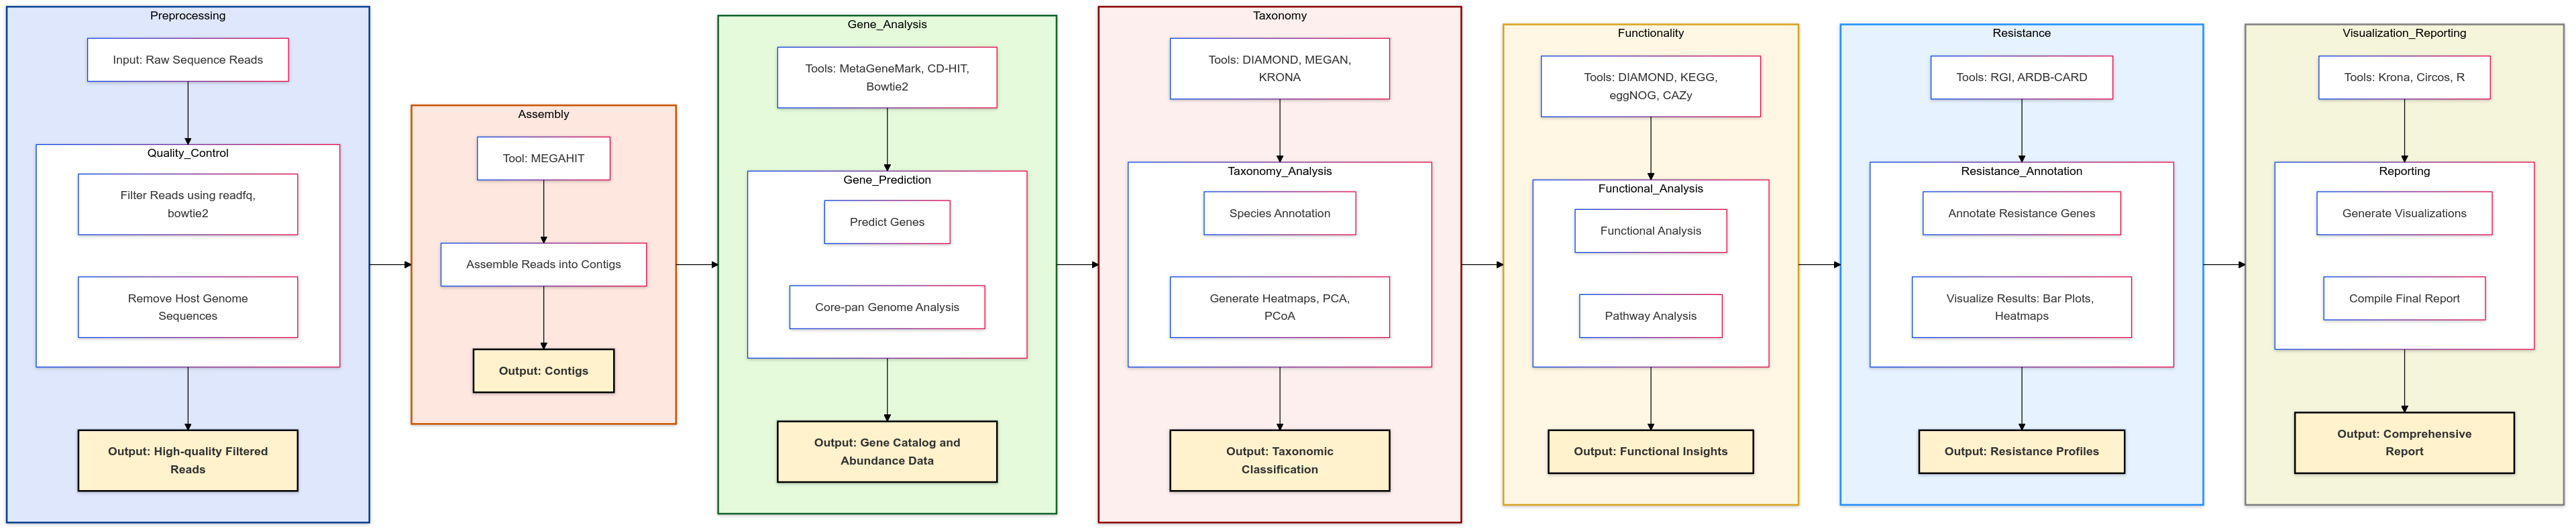 Preprocessing
Input: Raw Sequence Reads
Quality_Control
Filter Reads using readfq,
bowtie2
Remove Host Genome
Sequences
Output: High-quality Filtered
Reads
Assembly
Tool: MEGAHIT
Assemble Reads into Contigs
Output: Contigs
Gene_Analysis
Tools: MetaGeneMark, CD-HIT,
Bowtie2
Gene_Prediction
Predict Genes
Core-pan Genome Analysis
Output: Gene Catalog and
Abundance Data
Taxonomy
Tools: DIAMOND, MEGAN,
KRONA
Taxonomy_Analysis
Species Annotation
Generate Heatmaps, PCA,
PCoA
Output: Taxonomic
Classification
Functionality
Tools: DIAMOND, KEGG,
eggNOG, CAZy
Functional_Analysis
Functional Analysis
Pathway Analysis
Output: Functional Insights
Resistance
Tools: RGI, ARDB-CARD
Resistance_Annotation
Annotate Resistance Genes
Visualize Results: Bar Plots,
Heatmaps
Output: Resistance Profiles
Visualization_Reporting
Tools: Krona, Circos, R
Reporting
Generate Visualizations
Compile Final Report
Output: Comprehensive
Report